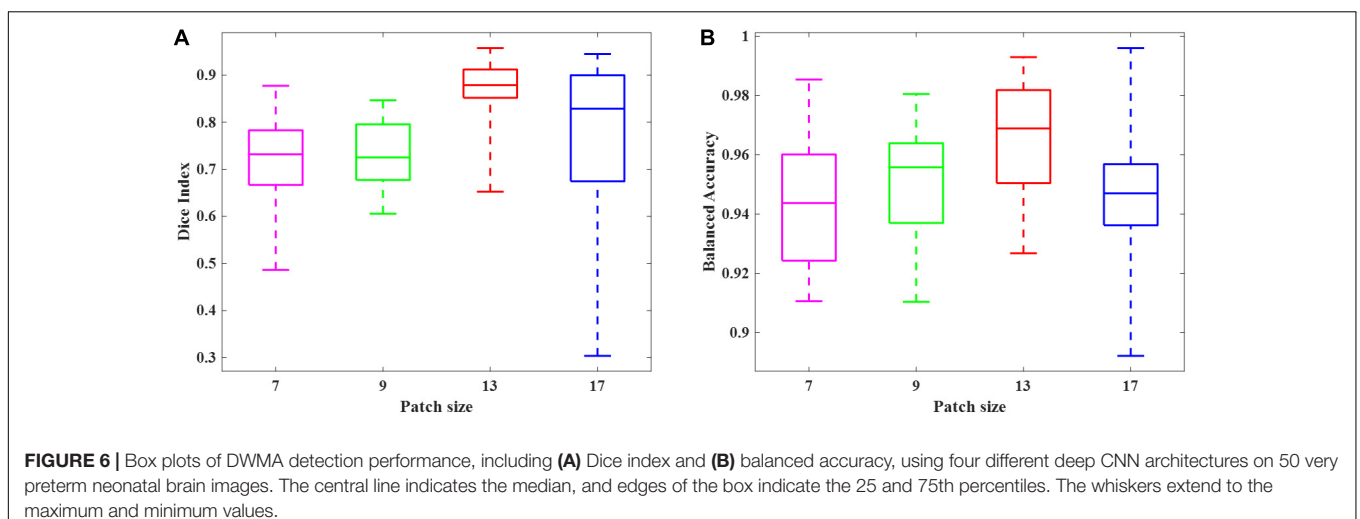 A
Dice Index
0.9
0.8
0.7
0.6
0.5
0.4
0.3
7 9 13 17
Patch size
B
Balanced Accuracy
1
0.98
0.96
0.94
0.92
0.9
7 9 13 17
Patch size
FIGURE 6 | Box plots of DWMA detection performance, including (A) Dice index and (B) balanced accuracy, using four different deep CNN architectures on 50 very
preterm neonatal brain images. The central line indicates the median, and edges of the box indicate the 25 and 75th percentiles. The whiskers extend to the
maximum and minimum values.